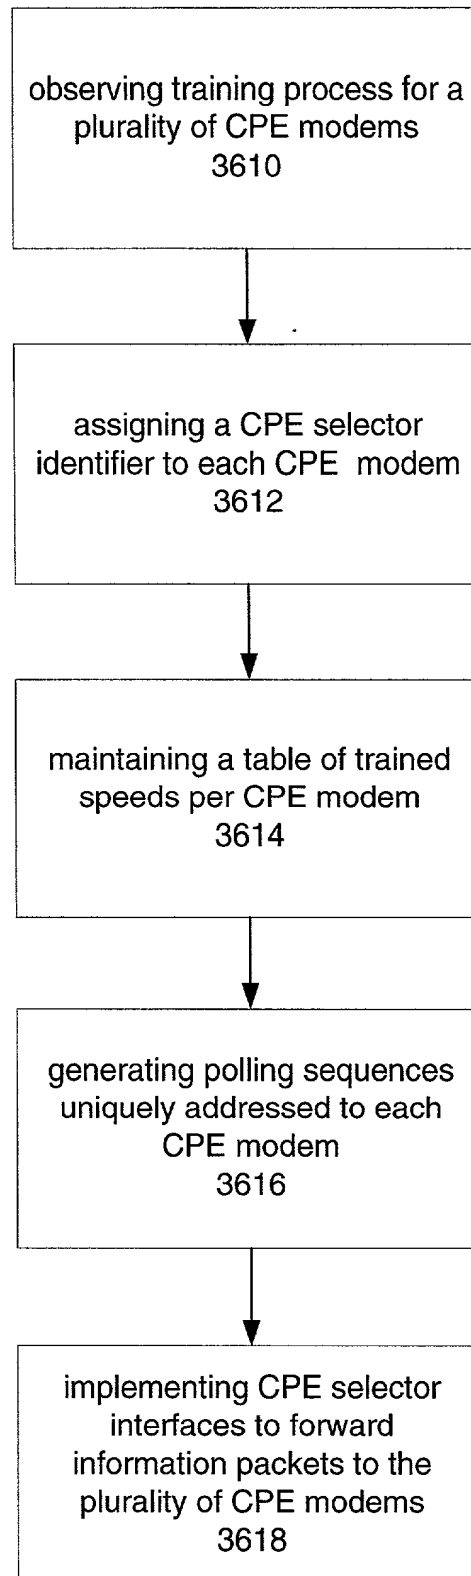 observing training process for a
plurality of CPE modems
3610
assigning a CPE selector
identifier to each CPE modem
3612
maintaining a table of trained
speeds per CPE modem
3614
generating polling sequences
uniquely addressed to each
CPE modem
3616
implementing CPE selector
interfaces to forward
information packets to the
plurality of CPE modems
3618